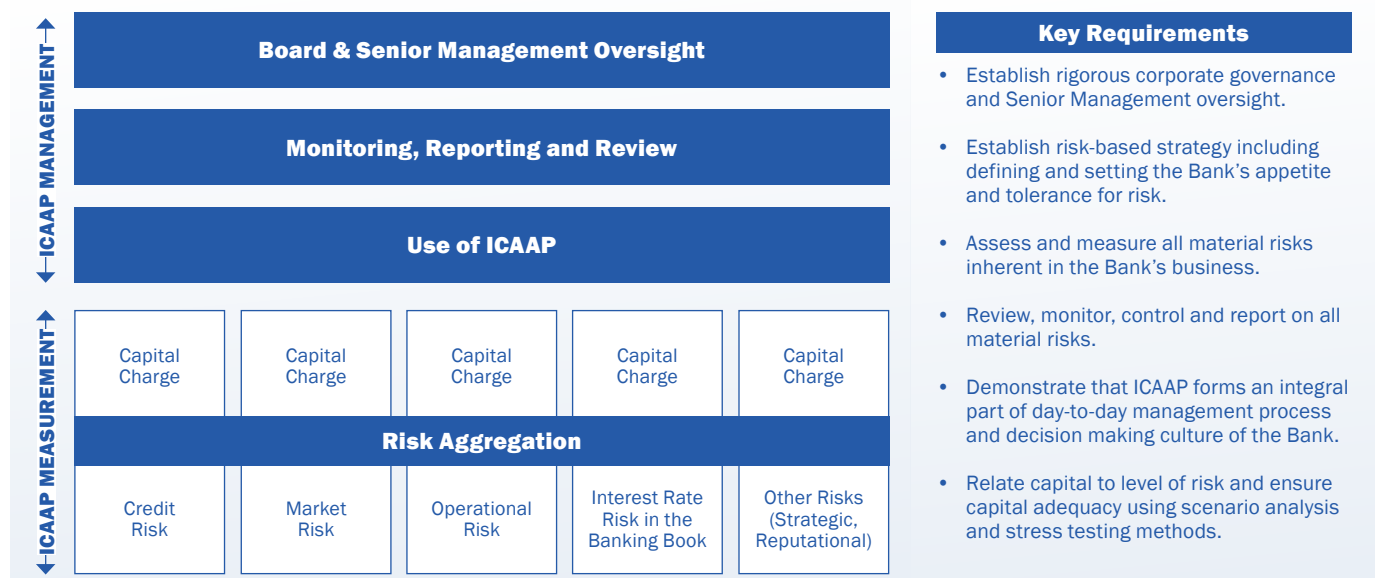 ICAAP MANAGEMENT
Board & Senior Management Oversight
Monitoring, Reporting and Review
Use of ICAAP
ICAAP MEASUREMENT
Capital
Charge
Capital
Charge
Capital
Charge
Capital
Charge
Capital
Charge
Risk Aggregation
Credit
Risk
Market
Risk
Operational
Risk
Interest Rate
Risk in the
Banking Book
Other Risks
(Strategic,
Reputational)
Key Requirements
• Establish rigorous corporate governance
and Senior Management oversight.
• Establish risk-based strategy including
defining and setting the Bank’s appetite
and tolerance for risk.
• Assess and measure all material risks
inherent in the Bank’s business.
• Review, monitor, control and report on all
material risks.
• Demonstrate that ICAAP forms an integral
part of day-to-day management process
and decision making culture of the Bank.
• Relate capital to level of risk and ensure
capital adequacy using scenario analysis
and stress testing methods.